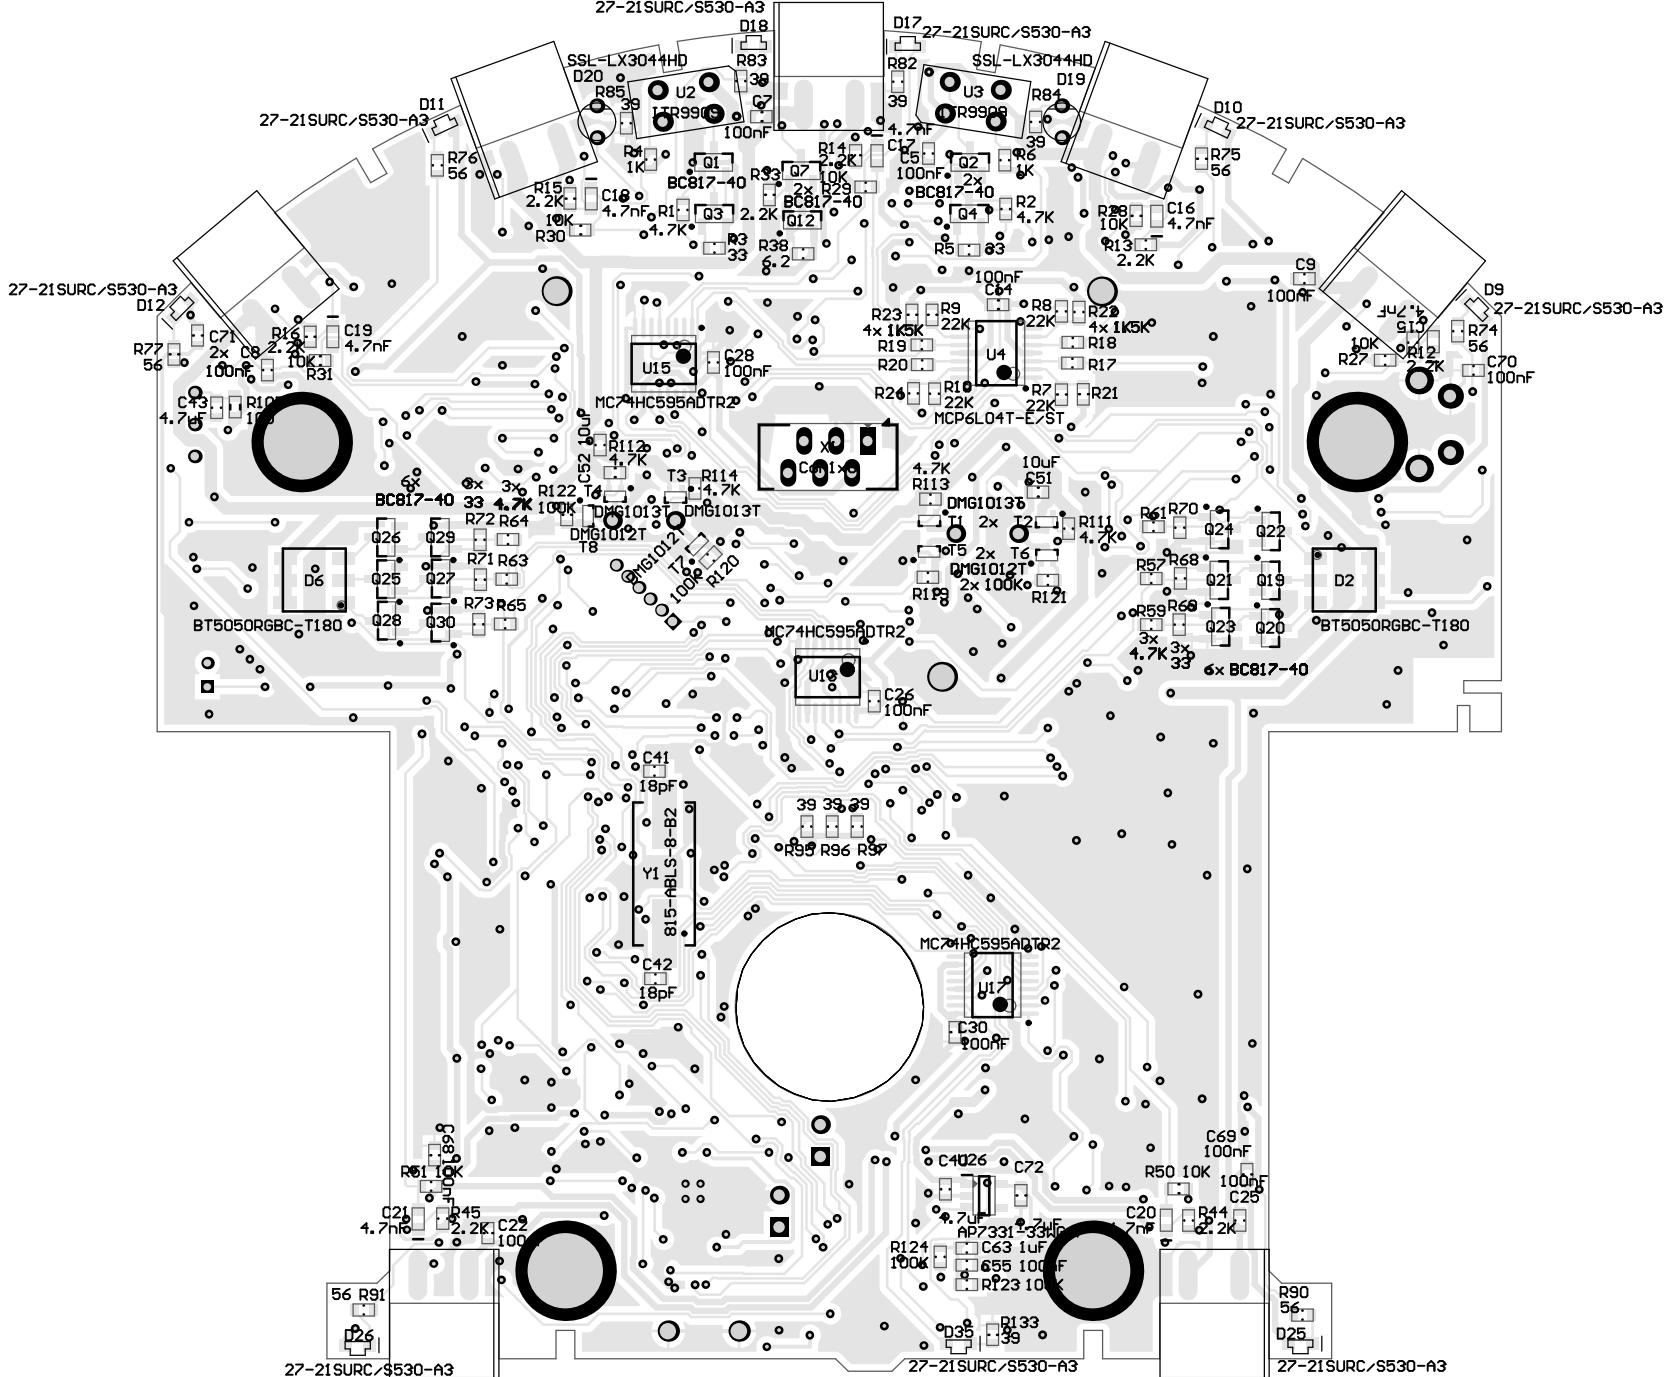 27-21SURC/S530-A3
D18
D17
27-21SURC/S530-A3
SSL-LX3044HD
D20
R83
39
R82
39
SSL-LX3044HD
D19
R85
39
U2
ITR9909
C7
100nF
U3
ITR9909
R84
39
D11
27-21SURC/S530-A3
D10
27-21SURC/S530-A3
R76
56
R4
1K
Q1
BC817-40
R33
Q7
2x
BC817-40
R14
2.2K
10K
R29
4.7nF
C17
C5
100nF
Q2
2x
BC817-40
R6
1K
R75
56
R15
2.2K
10K
R30
C18
4.7nF
R1
4.7K
Q3
2.2K
Q12
R3
33
R38
6.2
Q4
R2
4.7K
R5
33
R28
10K
R13
2.2K
C16
4.7nF
27-21SURC/S530-A3
D12
C9
100nF
D9
27-21SURC/S530-A3
100nF
C14
C71
2x
100nF
C8
R16
2.2K
10K
R31
C19
4.7nF
R77
56
U15
C28
100nF
MC74HC595ADTR2
R23
R9
22K
4x 1K5K
R19
R20
R24
22K
U4
MCP6L04T-E/ST
R8
22K
R22
4x 1K5K
R18
R17
R7
22K
R21
4.7nF
C15
10K
R27
R12
2.2K
R74
56
C70
100nF
C43
4.7uF
C52
R112
4.7K
X1
4.7K
R113
10uF
C51
6x
BC817-40
3x
33
3x
4.7K
R122
100K
T4
DMG1013T
DMG1012T
T8
T3
R114
4.7K
DMG1013T
DMG1013T
T1
2x
T2
R111
4.7K
T5
2x
DMG1012T
T6
2x 100K
R119
R121
DMG1012T
T7
100K
R120
R72
R64
R71
R63
R73
R65
Q26
Q29
Q25
Q27
Q28
Q30
D6
BT5050RGBC-T180
R61
R70
R57
R68
R59
R69
3x
4.7K
3x
33
Q24
Q22
Q21
Q19
Q23
Q20
6x BC817-40
D2
BT5050RGBC-T180
MC74HC595ADTR2
C26
100nF
C41
18pF
39
39
39
R95
R96
R97
Y1
815-ABLS-8-B2
C42
18pF
MC74HC595ADTR2
U17
C30
100nF
C68
100nF
10K
C69
100nF
C21
R45
2.2K
C22
U26
C72
4.7uF
R50 10K
100nF
C25
C20
R44
2.2K
R124
100K
C63 1uF
C55
R123
R133
39
56 R91
D26
27-21SURC/S530-A3
D35
27-21SURC/S530-A3
R90
56
D25
27-21SURC/S530-A3